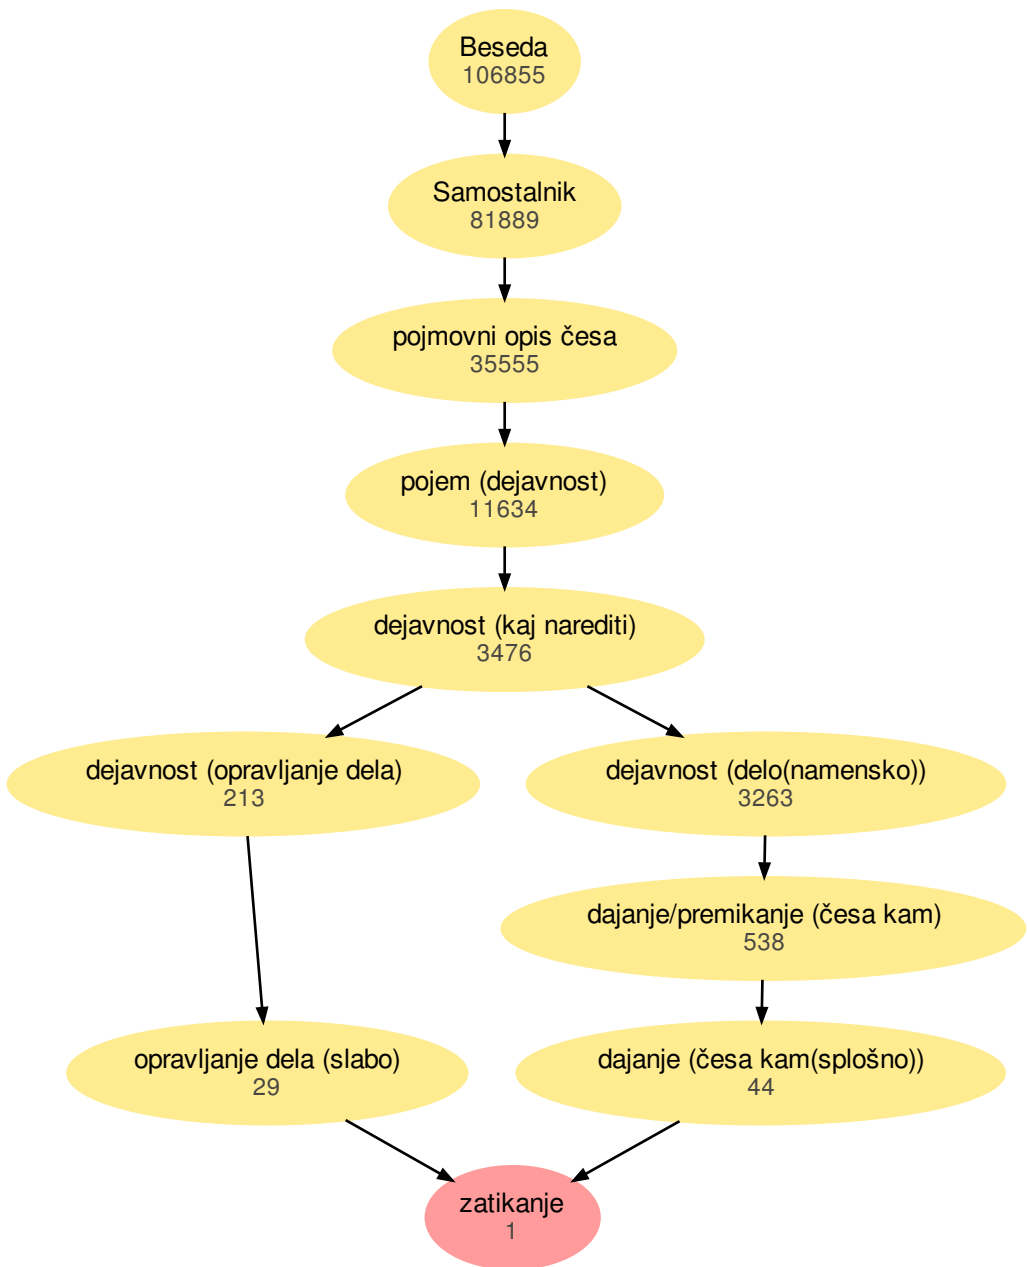 Beseda
106855
Samostalnik
81889
pojmovni opis česa
35555
pojem (dejavnost)
11634
dejavnost (kaj narediti)
3476
dejavnost (opravljanje dela)
213
dejavnost (delo(namensko))
3263
dajanje/premikanje (česa kam)
538
opravljanje dela (slabo)
29
dajanje (česa kam(splošno))
44
zatikanje
1